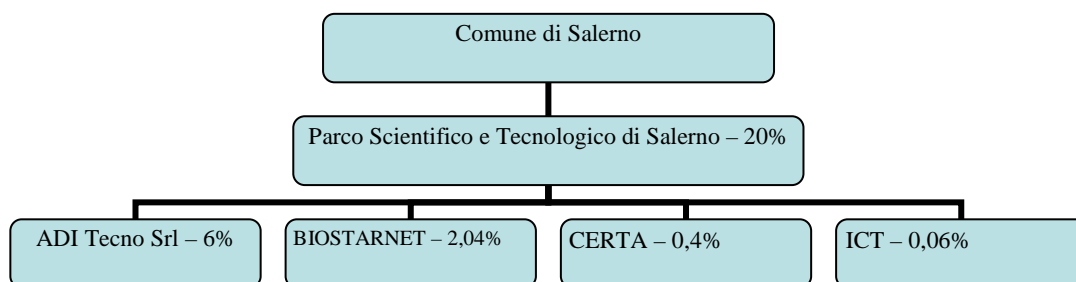 Comune di Salerno
Parco Scientifico e Tecnologico di Salerno – 20%
ADI Tecno Srl – 6%
BIOSTARNET – 2,04%
CERTA – 0,4%
ICT – 0,06%